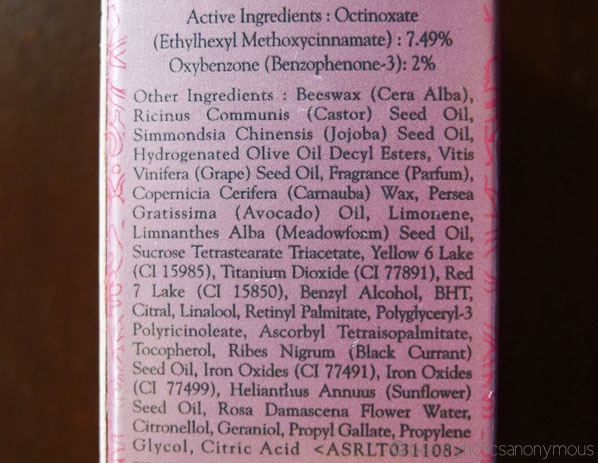 Active Ingredients : Octinoxate
(Ethylhexyl Methoxycinnamate) : 7.49%
Oxybenzone (Benzophenone-3): 2%
Other Ingredients : Beeswax (Cera Alba),
Ricinus Communis (Castor) Seed Oil,
Simmondsia Chinensis (Jojoba) Seed Oil,
Hydrogenated Olive Oil Decyl Esters, Vitis
Vinifera (Grape) Seed Oil, Fragrance (Parfum),
Copernicia Cerifera (Carnauba) Wax, Persea
Gratissima (Avocado) Oil, Limonene,
Limnanthes Alba (Meadowfoam) Seed Oil,
Sucrose Tetrastearate Triacetate, Yellow 6 Lake
(CI 15985), Titanium Dioxide (CI 77891), Red
7 Lake (CI 15850), Benzyl Alcohol, BHT,
Citral, Linalool, Retinyl Palmitate, Polyglyceryl-3
Polyricinoleate, Ascorbyl Tetraisopalmitate,
Tocopherol, Ribes Nigrum (Black Currant)
Seed Oil, Iron Oxides (CI 77491), Iron Oxides
(CI 77499), Helianthus Annuus (Sunflower)
Seed Oil, Rosa Damascena Flower Water,
Citronellol, Geraniol, Propyl Gallate, Propylene
Glycol, Citric Acid <ASRLT031108>